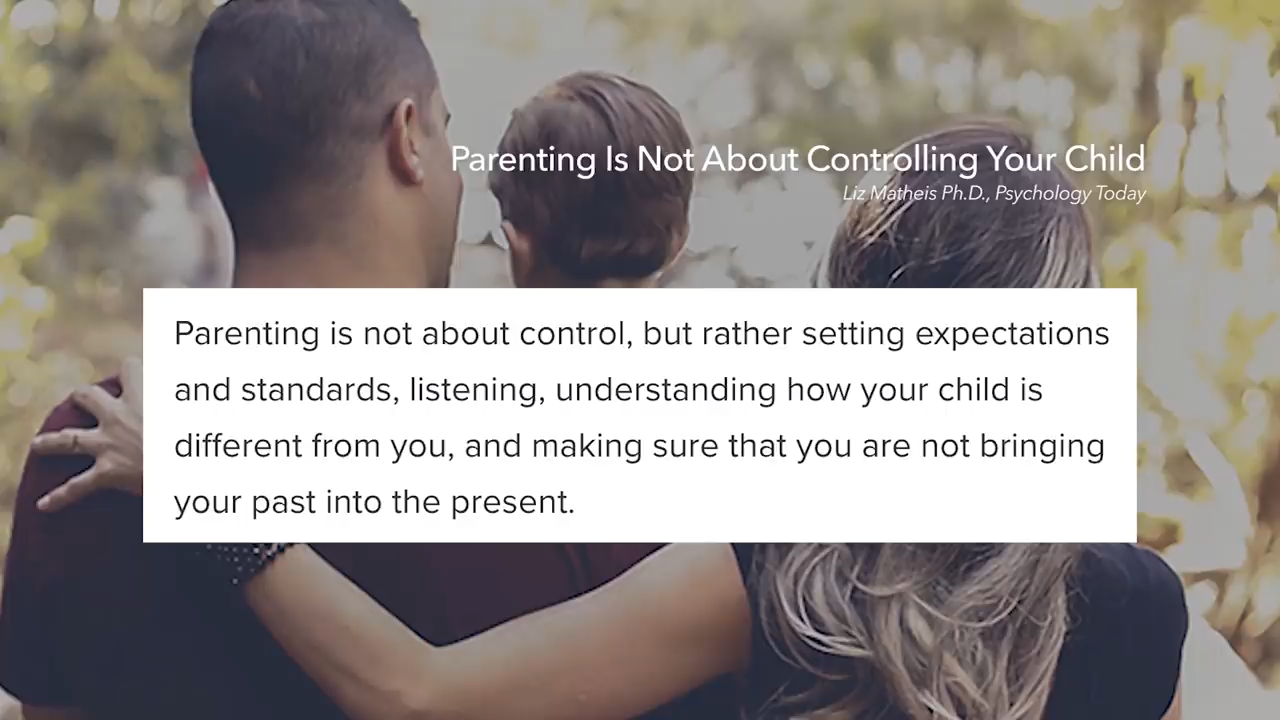 Parenting Is Not About Controlling Your Child
Liz Matheis Ph.D., Psychology Today
Parenting is not about control, but rather setting expectations
and standards, listening, understanding how your child is
different from you, and making sure that you are not bringing
your past into the present.